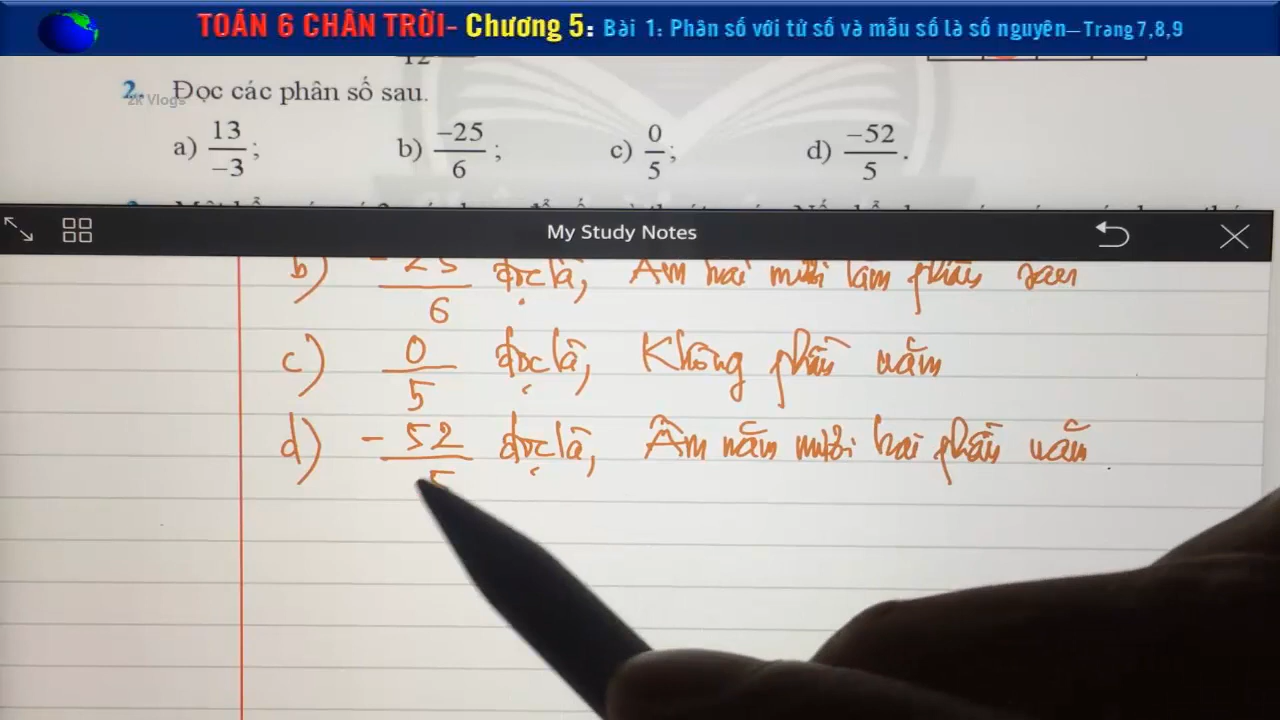 TOÁN 6 CHÂN TRỜI- Chương 5: Bài 1: Phân số với tử số và mẫu số là số nguyên–Trang 7,8,9
12
2. Đọc các phân số sau.
2K Vlogs
a) 13/-3; b) -25/6; c) 0/5; d) -52/5.
My Study Notes
b) -25/6 đọc là, Âm hai mươi lăm phần sáu
c) 0/5 đọc là, Không phần năm
d) -52/5 đọc là, Âm năm mươi hai phần năm